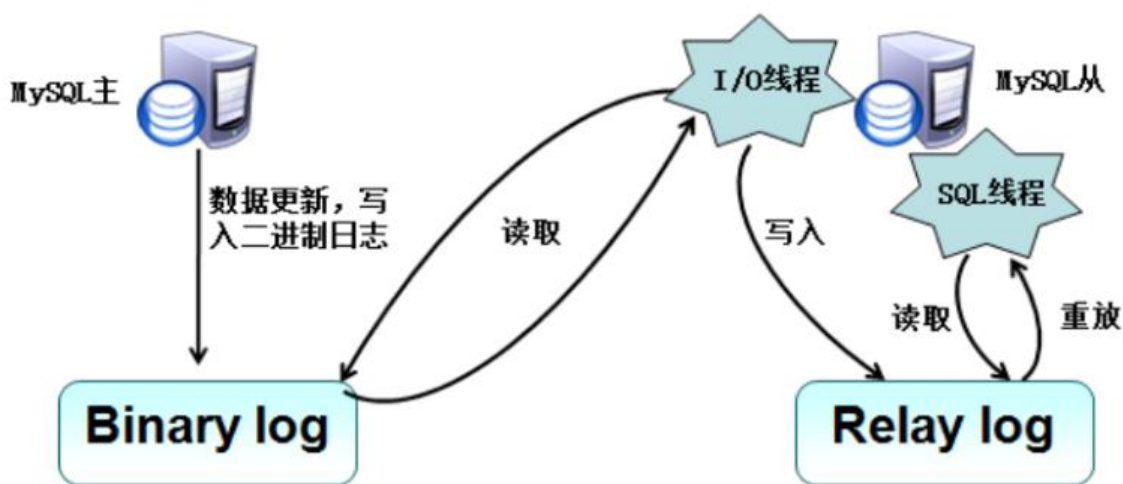 MySQL主
I/O线程
MySQL从
SQL线程
数据更新，写
入二进制日志
读取
写入
读取
重放
Binary log
Relay log